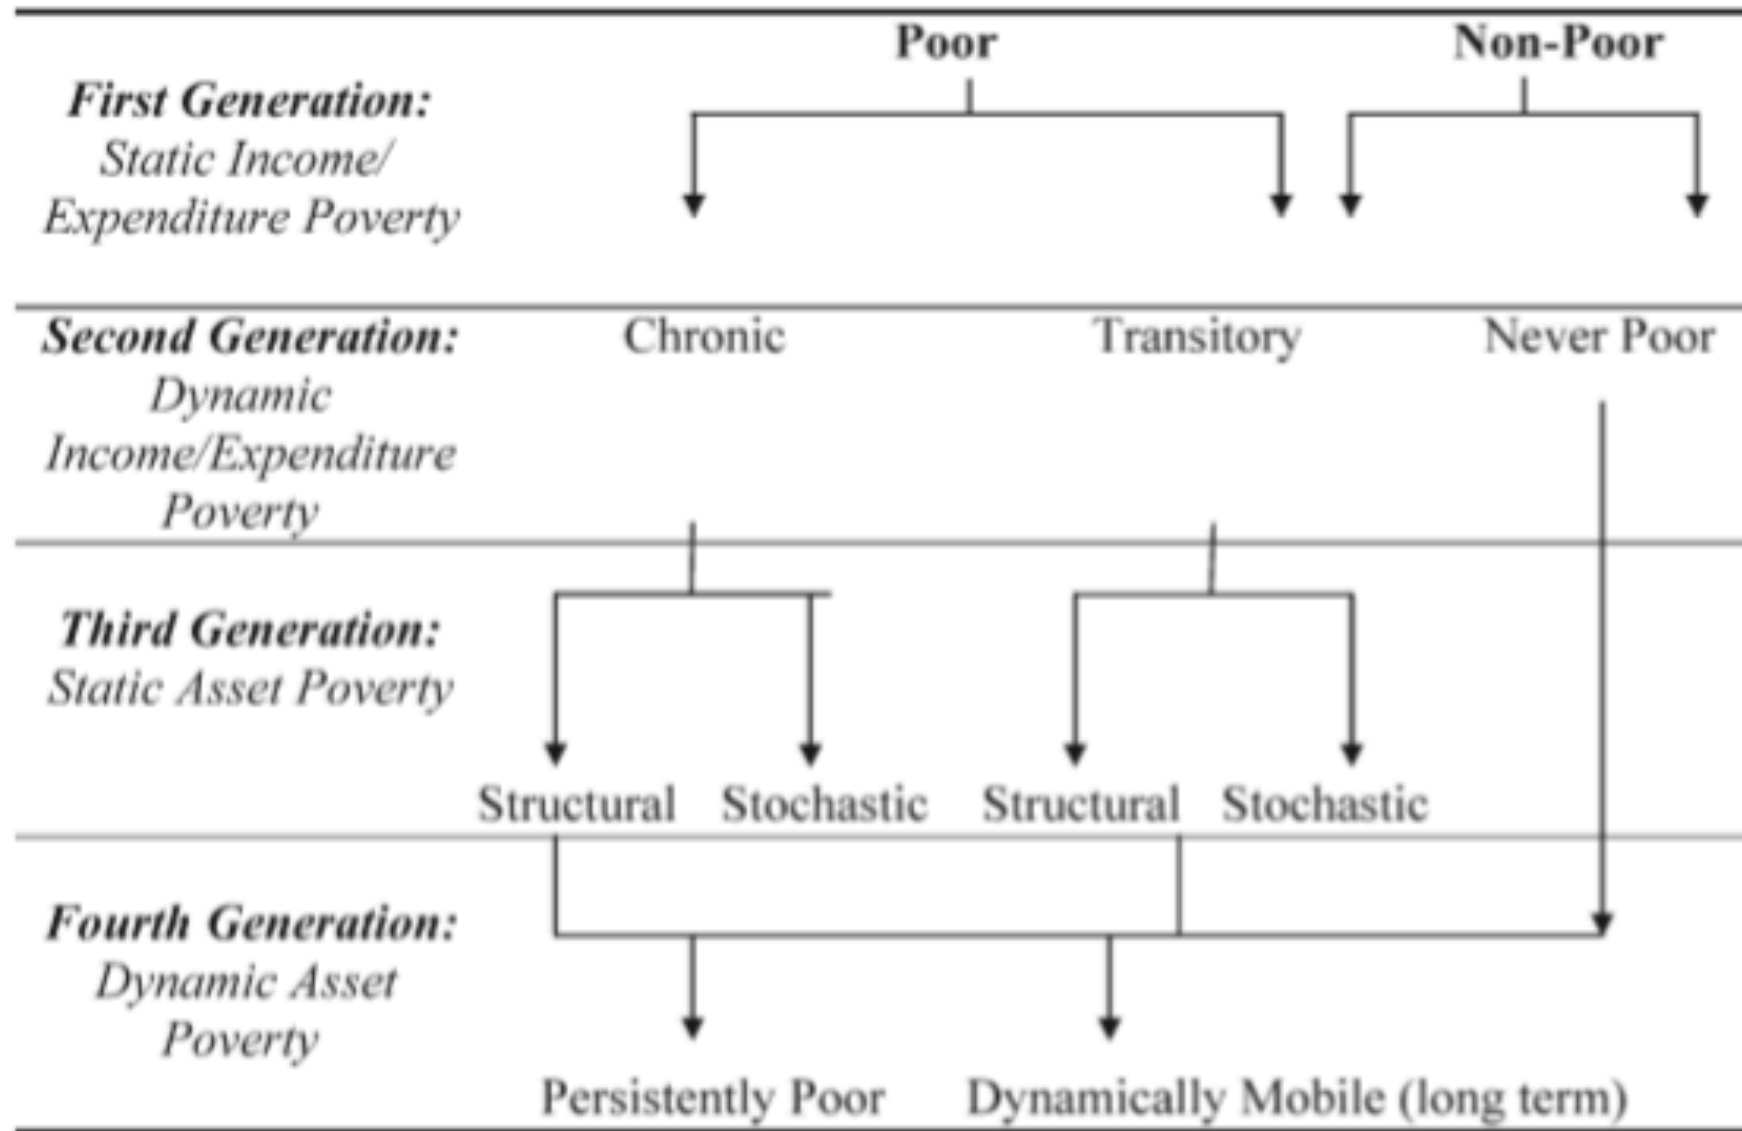 Poor Non-Poor
First Generation:
Static Income/
Expenditure Poverty
Second Generation: Chronic Transitory Never Poor
Dynamic
Income/Expenditure
Poverty
Third Generation:
Static Asset Poverty
Structural Stochastic Structural Stochastic
Fourth Generation:
Dynamic Asset
Poverty
Persistently Poor Dynamically Mobile (long term)